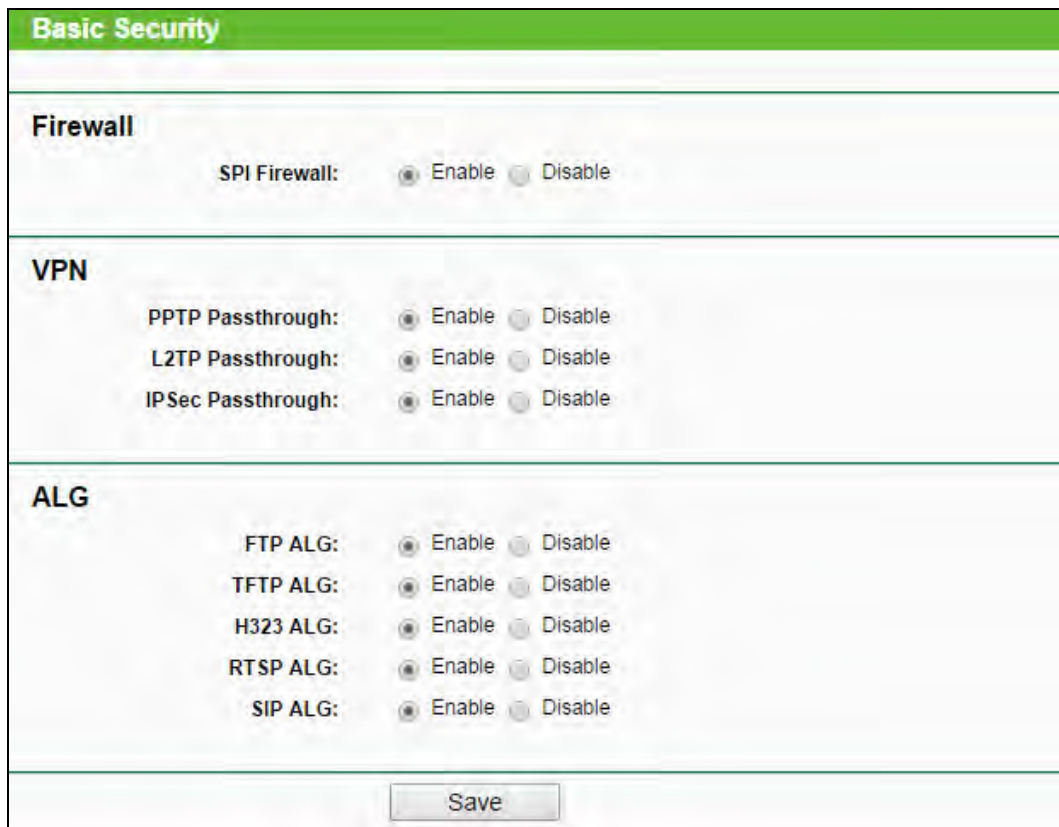 Basic Security
Firewall
SPI Firewall: Enable Disable
VPN
PPTP Passthrough: Enable Disable
L2TP Passthrough: Enable Disable
IPSec Passthrough: Enable Disable
ALG
FTP ALG: Enable Disable
TFTP ALG: Enable Disable
H323 ALG: Enable Disable
RTSP ALG: Enable Disable
SIP ALG: Enable Disable
Save